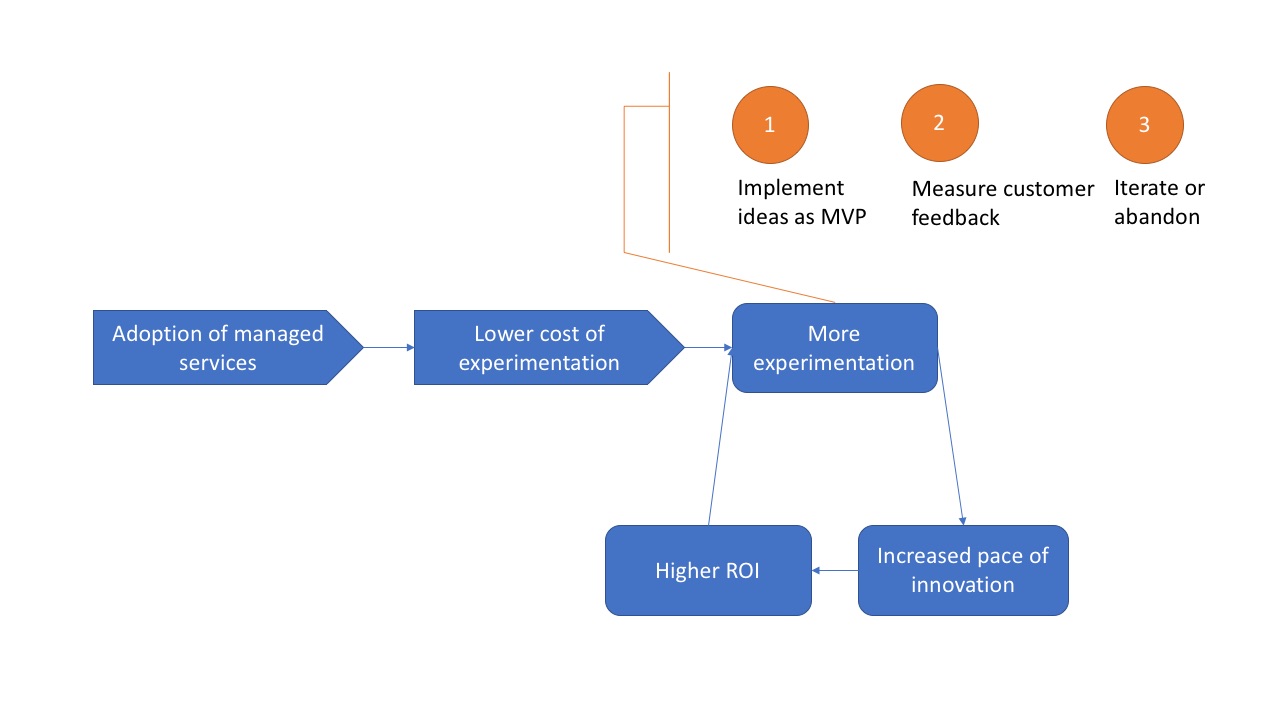 1
2
3
Implement
ideas as MVP
Measure customer
feedback
Iterate or
abandon
Adoption of managed
services
Lower cost of
experimentation
More
experimentation
Higher ROI
Increased pace of
innovation